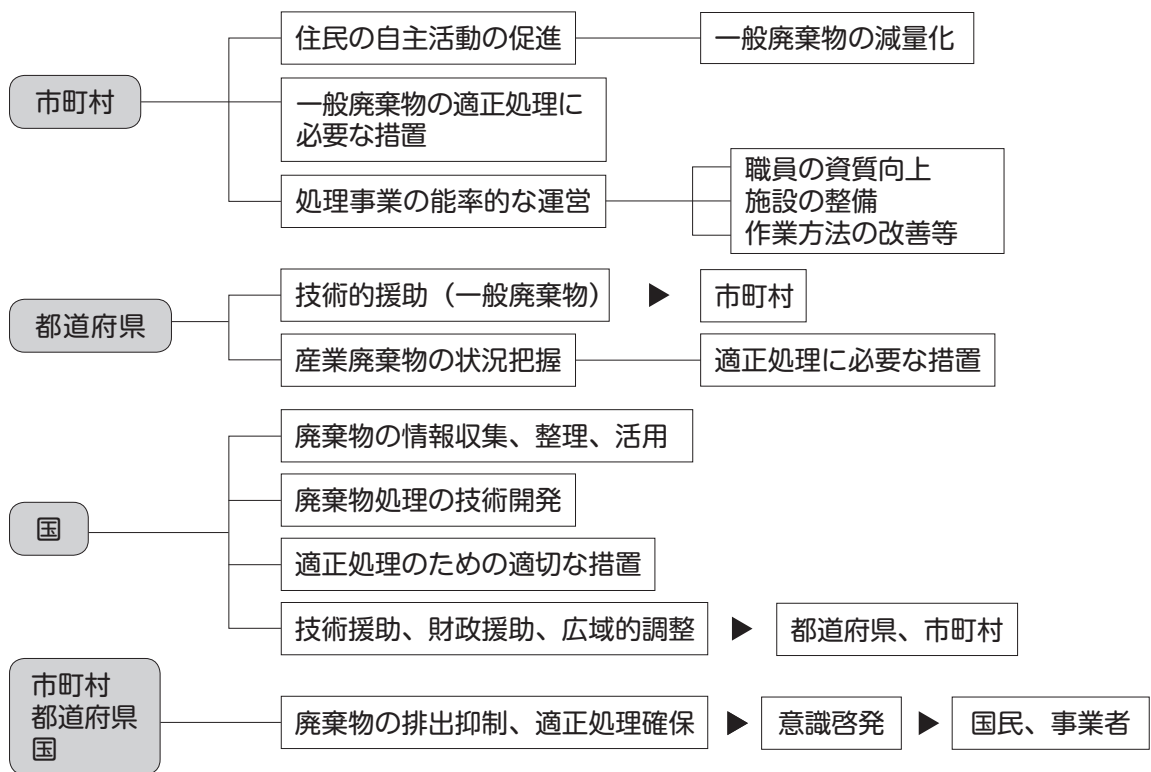 市町村
住民の自主活動の促進
一般廃棄物の減量化
一般廃棄物の適正処理に
必要な措置
処理事業の能率的な運営
職員の資質向上
施設の整備
作業方法の改善等
都道府県
技術的援助（一般廃棄物）
▶
市町村
産業廃棄物の状況把握
適正処理に必要な措置
国
廃棄物の情報収集、整理、活用
廃棄物処理の技術開発
適正処理のための適切な措置
技術援助、財政援助、広域的調整
▶
都道府県、市町村
市町村
都道府県
国
廃棄物の排出抑制、適正処理確保
▶
意識啓発
▶
国民、事業者